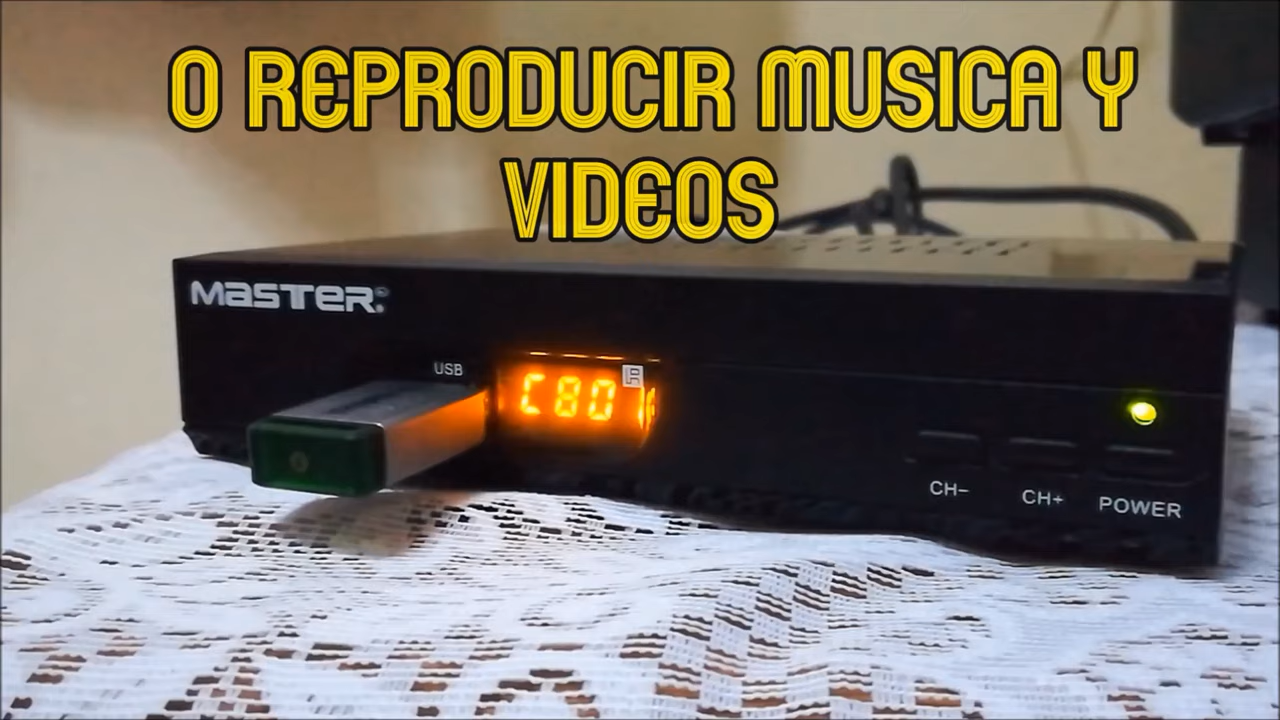 O REPRODUCIR MUSICA Y
VIDEOS
MASTER
USB
C80
CH-
CH+
POWER